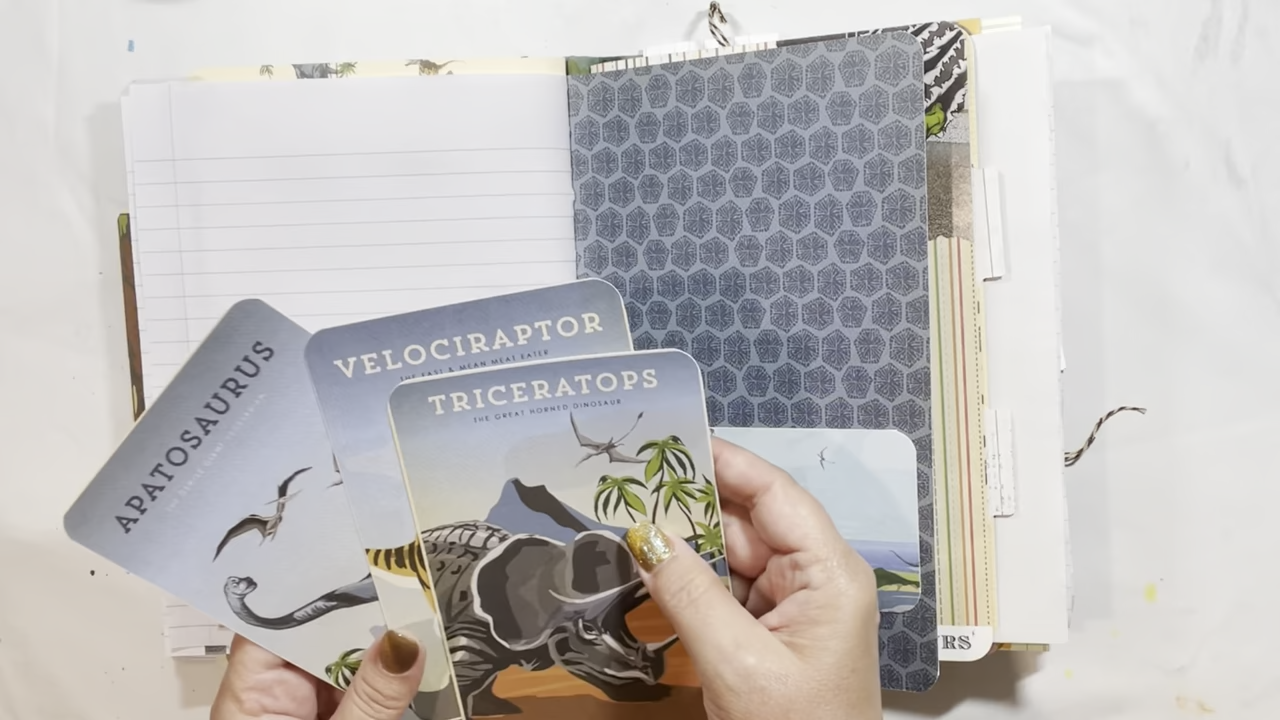 APATOSAURUS
VELOCIRAPTOR
THE FAST & MEAN MEAT EATER
TRICERATOPS
THE GREAT HORNED DINOSAUR
RS